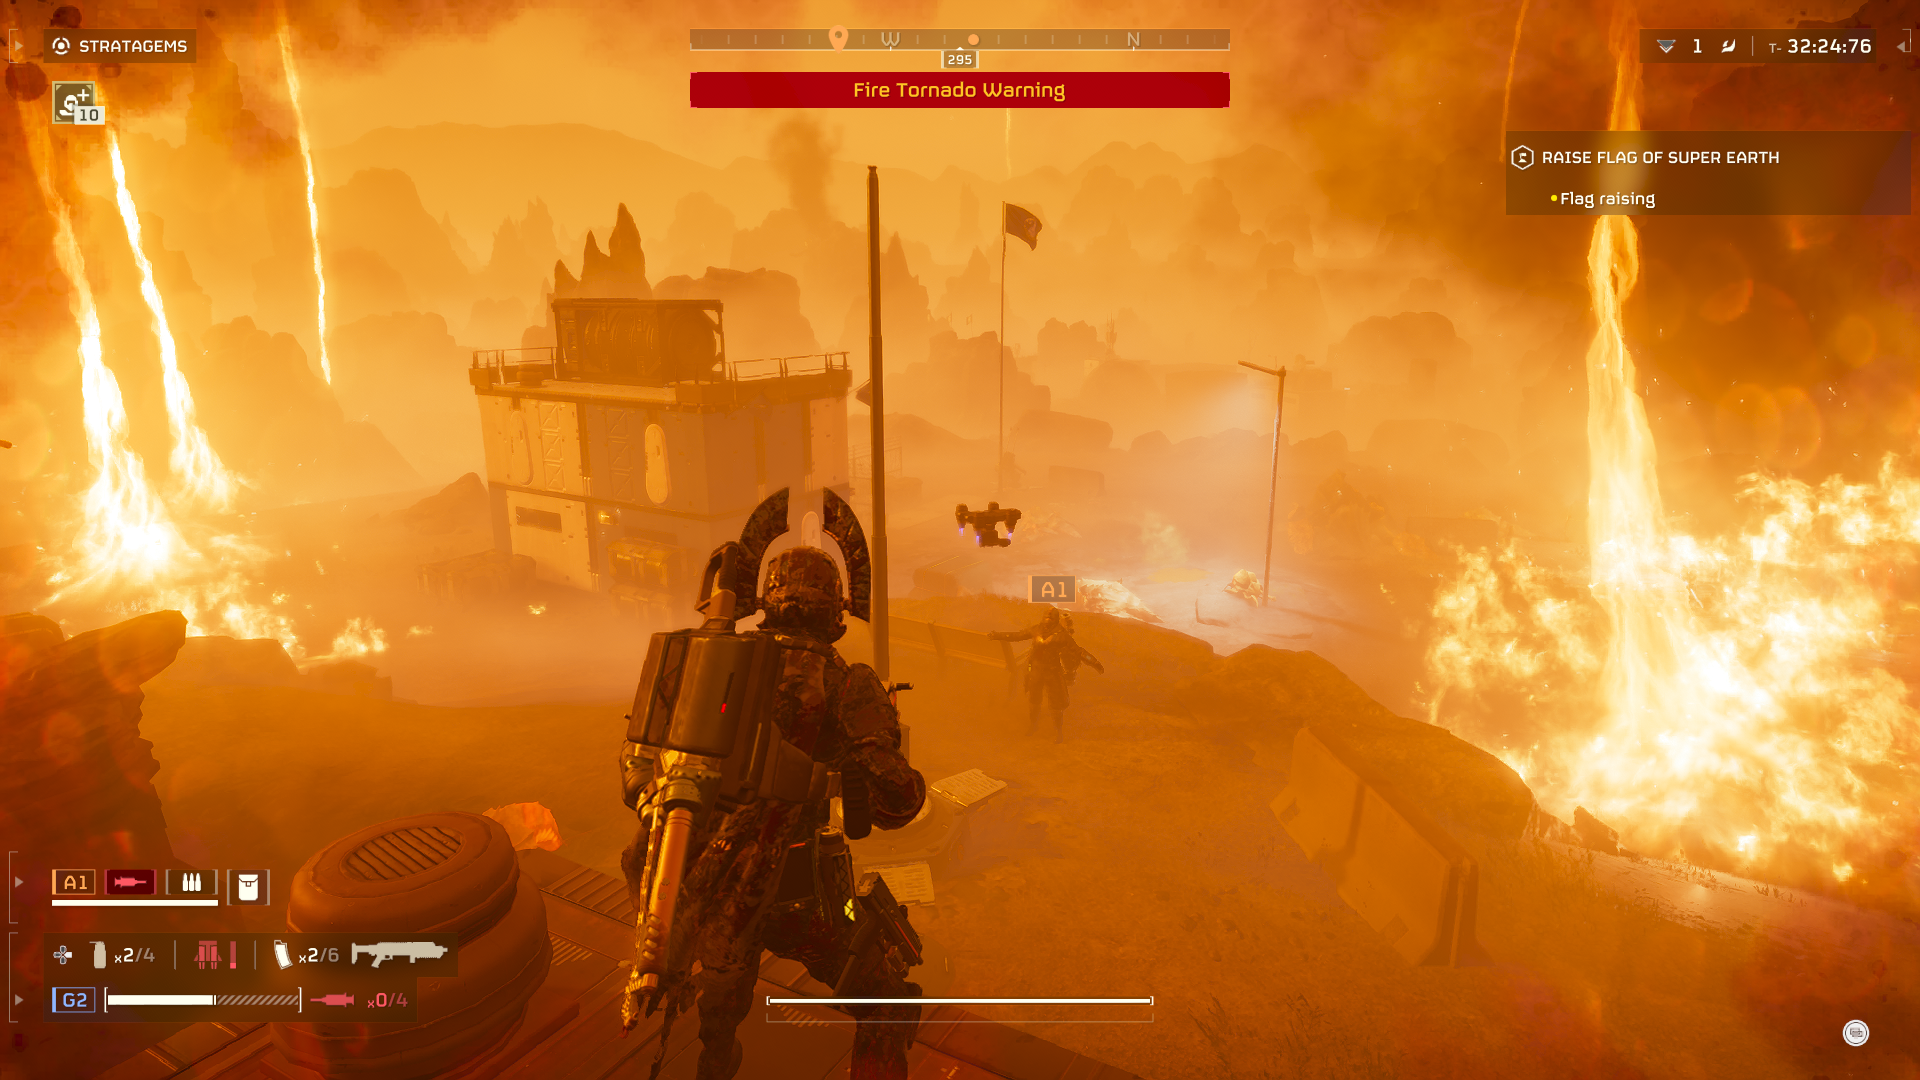 STRATAGEMS
W
N
295
Fire Tornado Warning
1
T- 32:24:76
10
RAISE FLAG OF SUPER EARTH
Flag raising
A1
A1
x2/4
x2/6
G2
x0/4